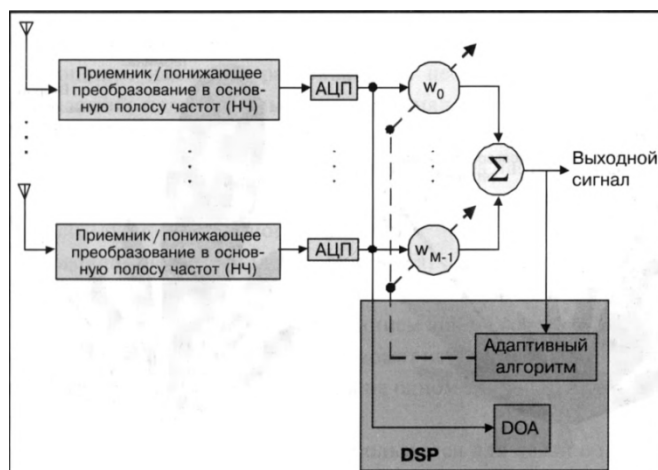 Приемник/понижающее
преобразование в основ-
ную полосу частот (НЧ)
АЦП
w0
Σ
Выходной
сигнал
Приемник/понижающее
преобразование в основ-
ную полосу частот (НЧ)
АЦП
wM-1
Адаптивный
алгоритм
DOA
DSP